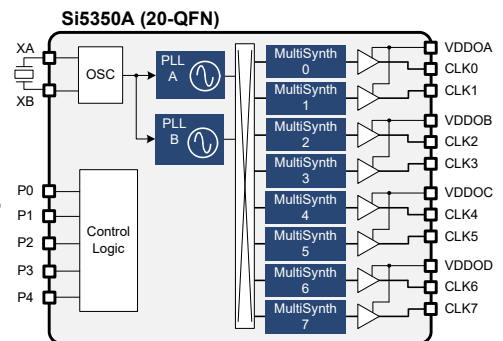 Si5350A (20-QFN)
XA
XB
OSC
PLL
A
PLL
B
MultiSynth
0
MultiSynth
1
MultiSynth
2
MultiSynth
3
MultiSynth
4
MultiSynth
5
MultiSynth
6
MultiSynth
7
VDDOA
CLK0
CLK1
VDDOB
CLK2
CLK3
VDDOC
CLK4
CLK5
VDDOD
CLK6
CLK7
P0
P1
P2
P3
P4
Control
Logic